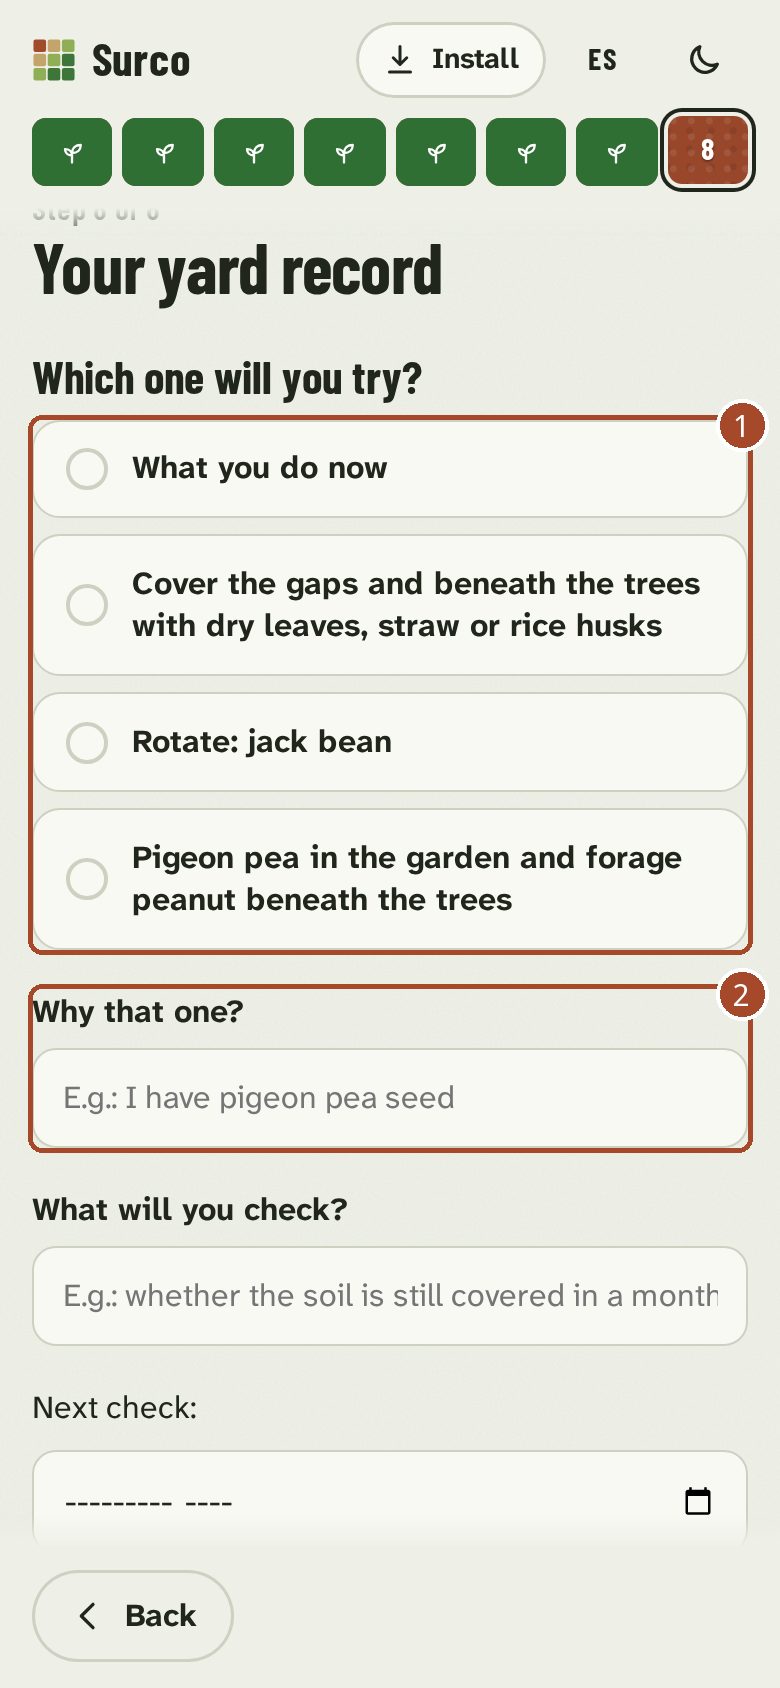 Surco
Install
ES
8
Your yard record
Which one will you try?
1
What you do now
Cover the gaps and beneath the trees
with dry leaves, straw or rice husks
Rotate: jack bean
Pigeon pea in the garden and forage
peanut beneath the trees
2
Why that one?
E.g.: I have pigeon pea seed
What will you check?
E.g.: whether the soil is still covered in a month
Next check:
--------- ----
Back